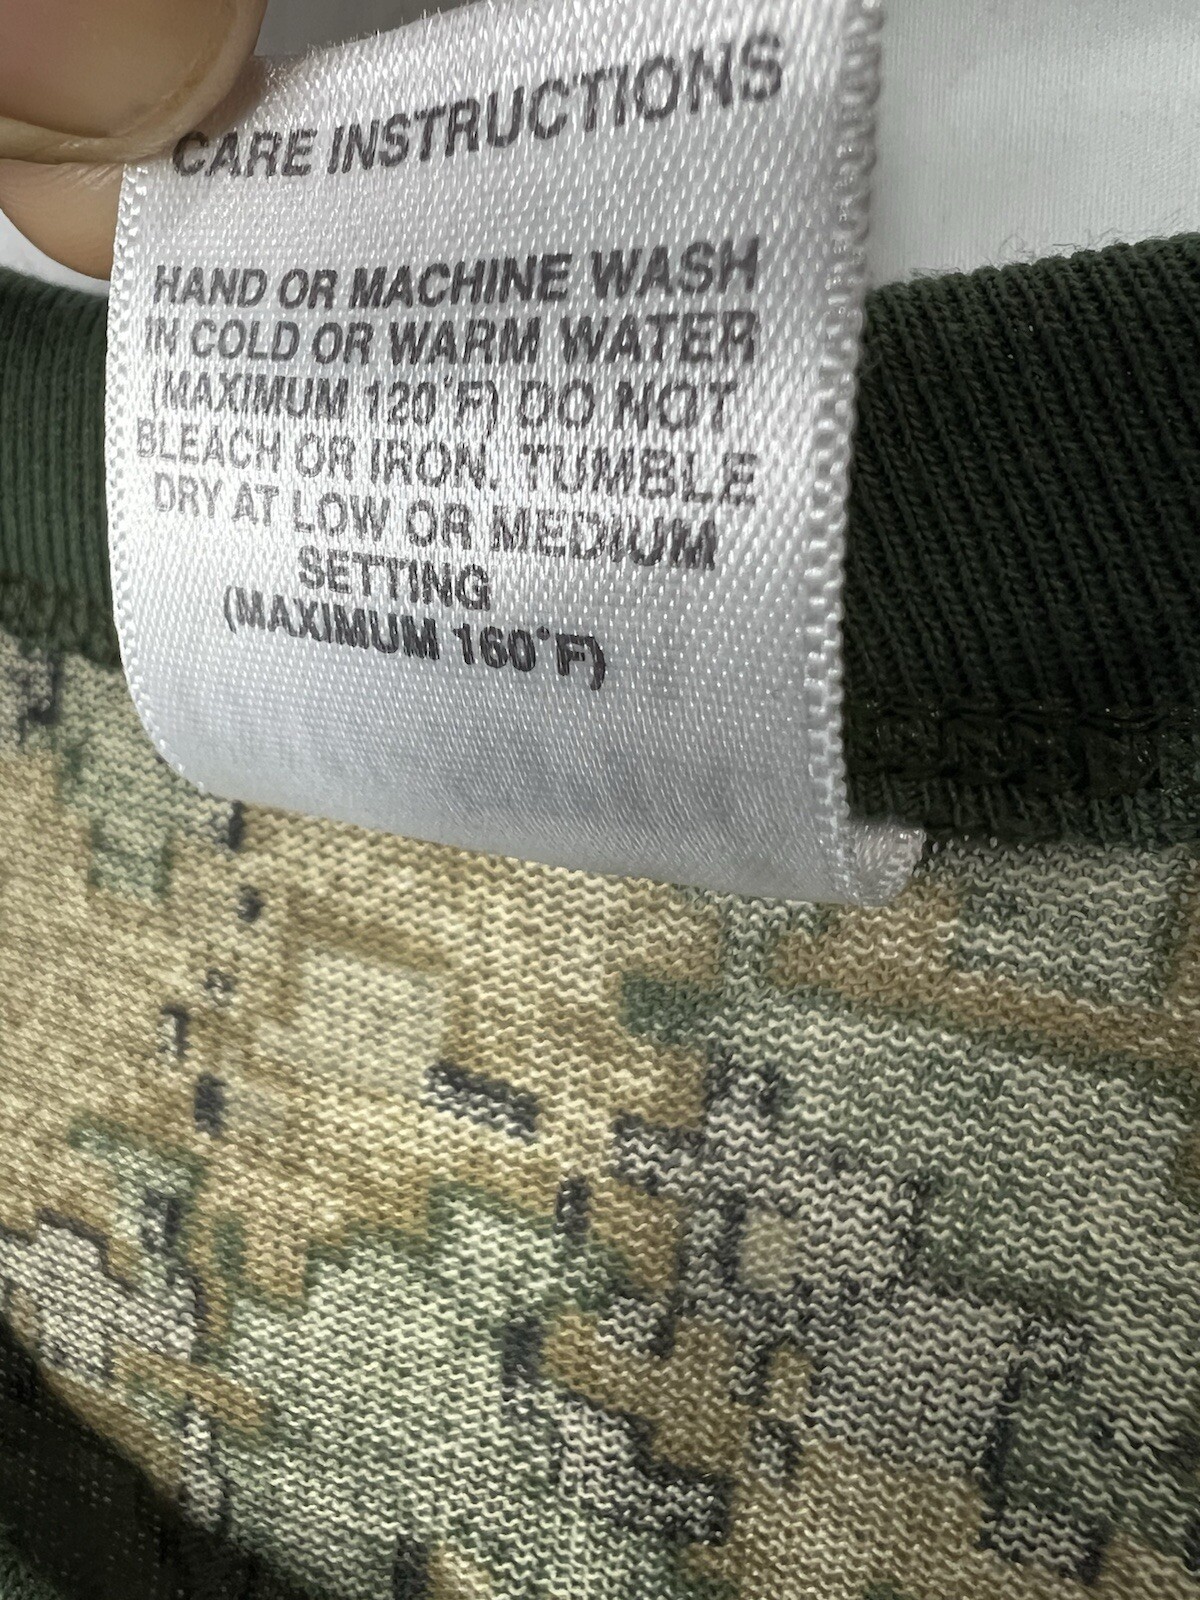 CARE INSTRUCTIONS
HAND OR MACHINE WASH
IN COLD OR WARM WATER
(MAXIMUM 120°F) DO NOT
BLEACH OR IRON. TUMBLE
DRY AT LOW OR MEDIUM
SETTING
(MAXIMUM 160°F)